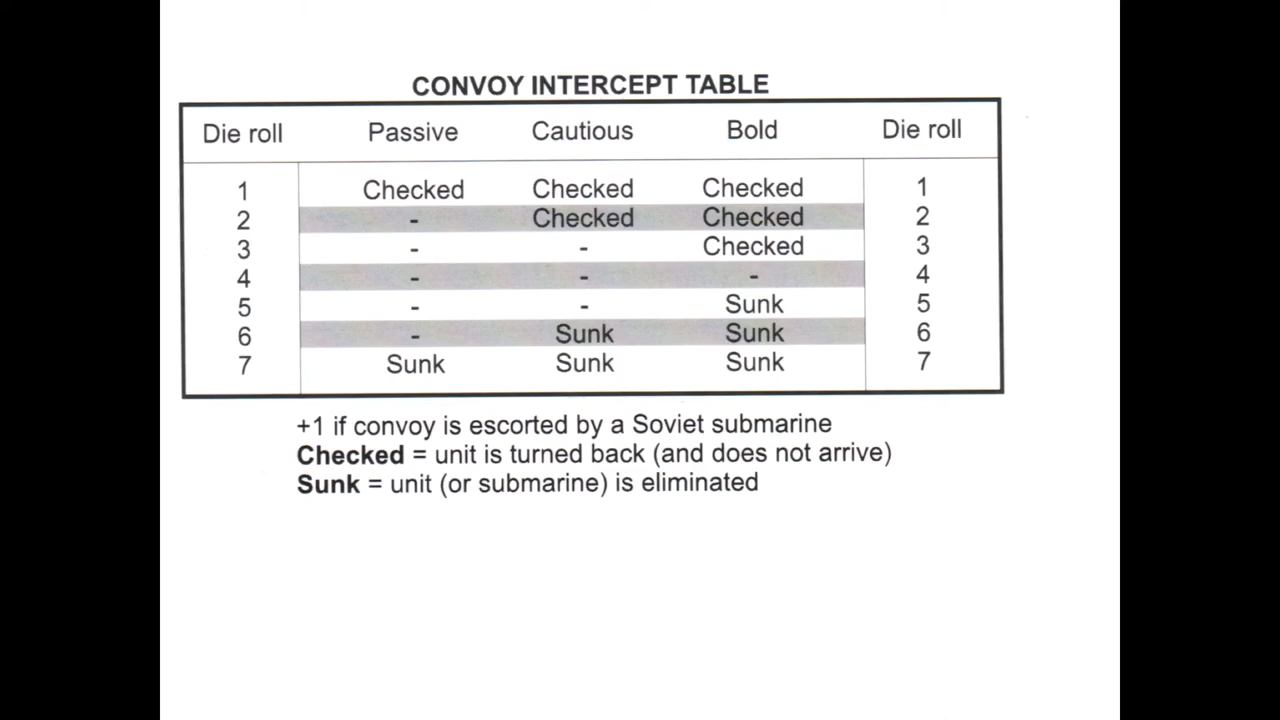 CONVOY INTERCEPT TABLE
Die roll Passive Cautious Bold Die roll
1 Checked Checked Checked 1
2 - Checked Checked 2
3 - - Checked 3
4 - - - 4
5 - - Sunk 5
6 - Sunk Sunk 6
7 Sunk Sunk Sunk 7
+1 if convoy is escorted by a Soviet submarine
Checked = unit is turned back (and does not arrive)
Sunk = unit (or submarine) is eliminated